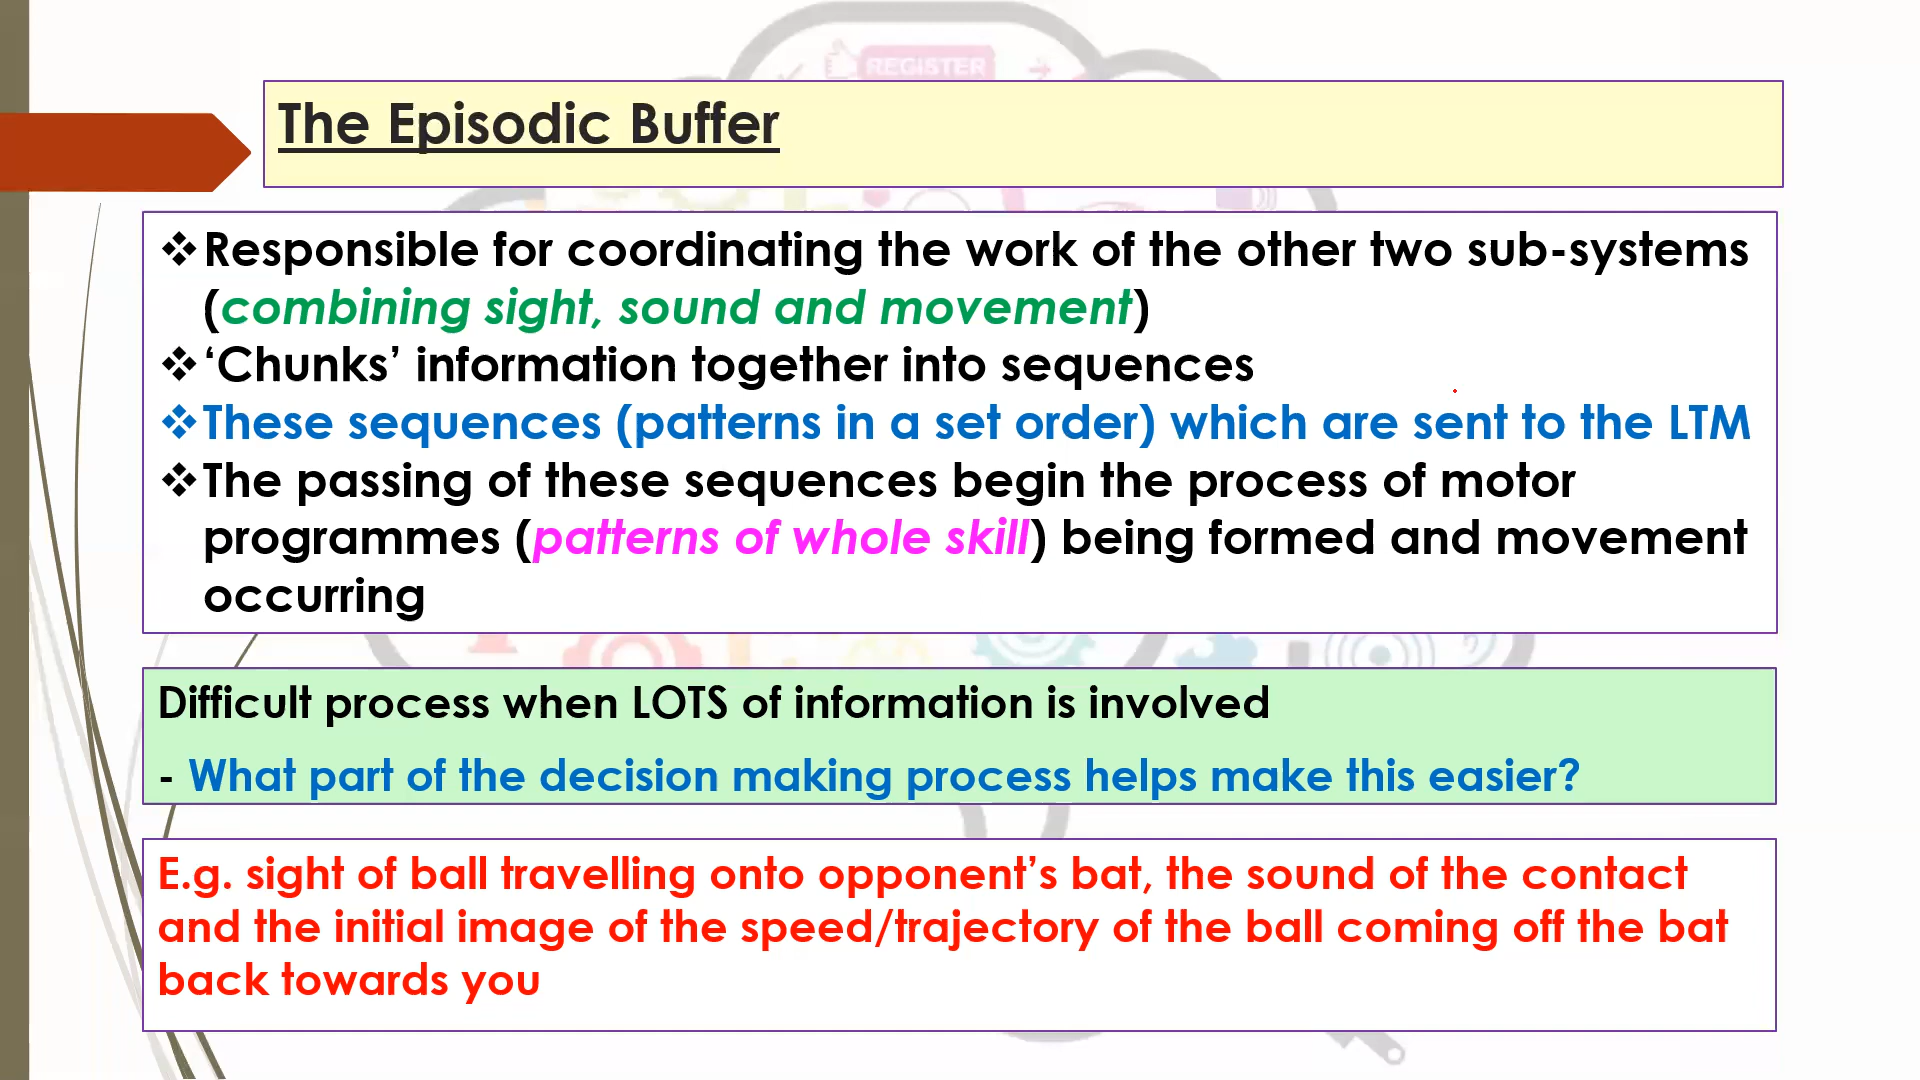 REGISTER
The Episodic Buffer
❖Responsible for coordinating the work of the other two sub-systems
(combining sight, sound and movement)
❖‘Chunks’ information together into sequences
❖These sequences (patterns in a set order) which are sent to the LTM
❖The passing of these sequences begin the process of motor
programmes (patterns of whole skill) being formed and movement
occurring
Difficult process when LOTS of information is involved
- What part of the decision making process helps make this easier?
E.g. sight of ball travelling onto opponent’s bat, the sound of the contact
and the initial image of the speed/trajectory of the ball coming off the bat
back towards you